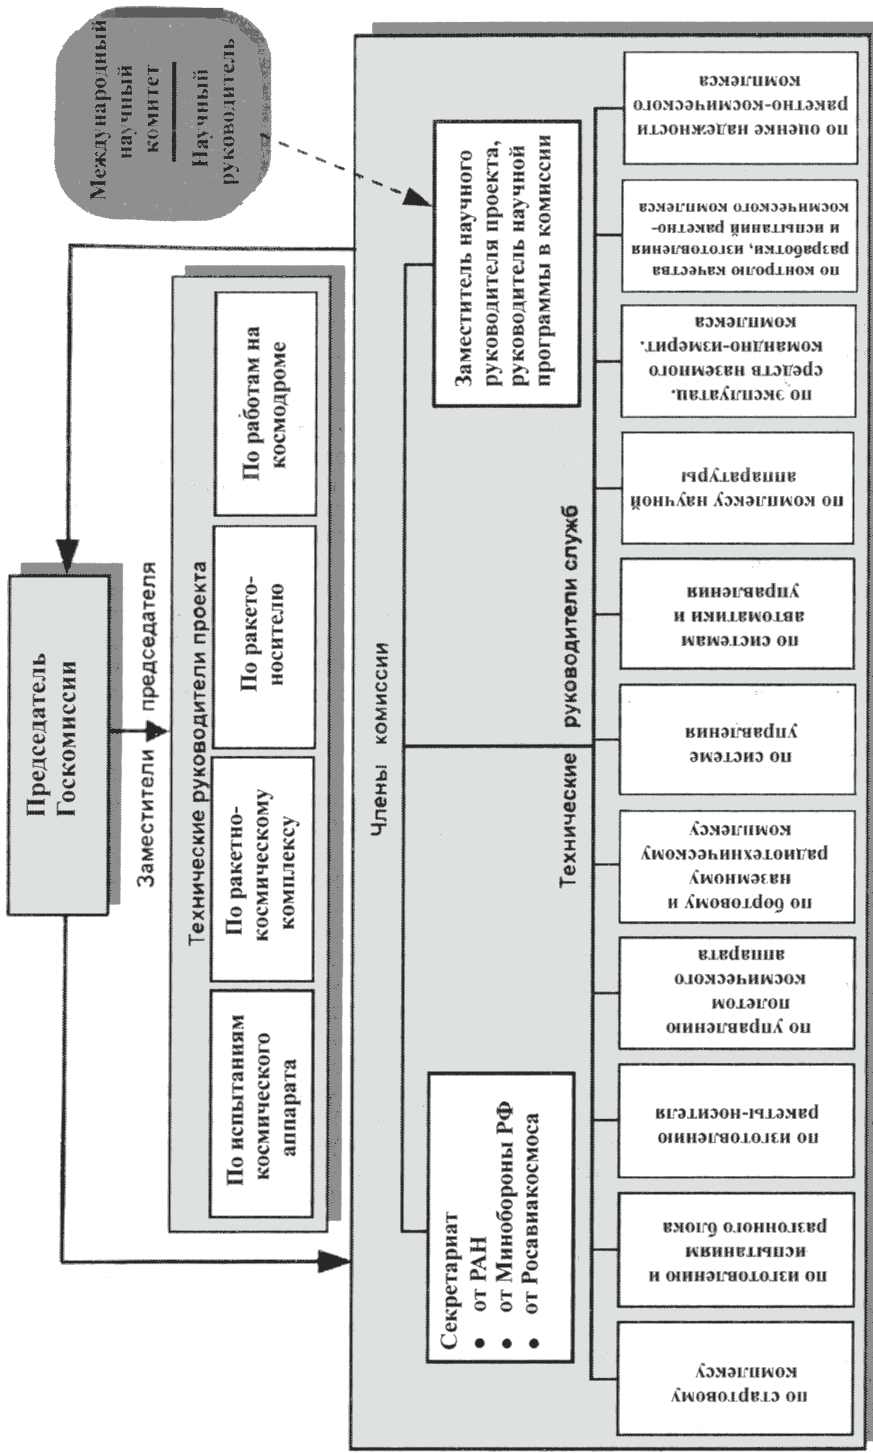 Председатель
Госкомиссии
Международный
научный
комитет
Научный
руководитель
Заместители председателя
Технические руководители проекта
По испытаниям
космического
аппарата
По ракетно-
космическому
комплексу
По ракето-
носителю
По работам на
космодроме
Члены комиссии
Секретариат
• от РАН
• от Минобороны РФ
• от Росавиакосмоса
Заместитель научного
руководителя проекта,
руководитель научной
программы в комиссии
Технические руководители служб
по стартовому
комплексу
по изготовлению и
испытаниям
разгонного блока
по изготовлению
ракеты-носителя
по управлению
полетом
космического
аппарата
по бортовому и
наземному
радиотехническому
комплексу
по системе
управления
по системам
автоматики и
управления
по комплексу научной
аппаратуры
по эксплуатац.
средств наземного
командно-измерит.
комплекса
по контролю качества
разработки, изготовления
и испытаний ракетно-
космического комплекса
по оценке надежности
ракетно-космического
комплекса